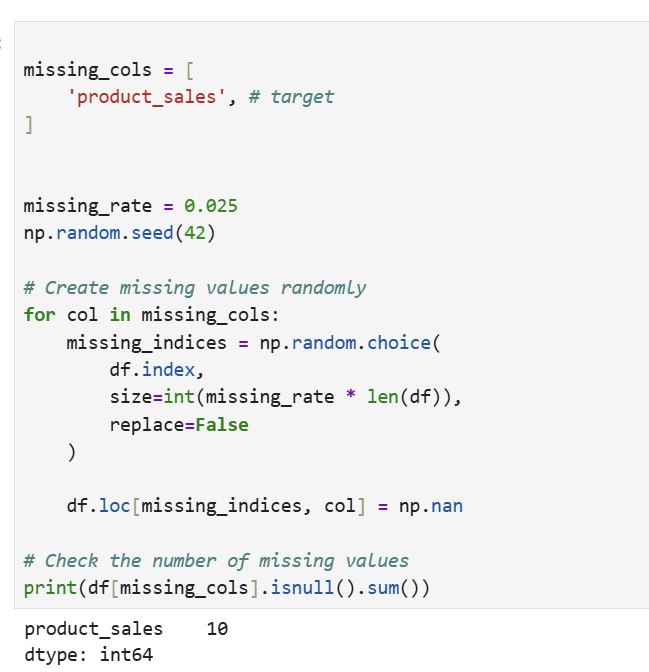 missing_cols = [
    'product_sales', # target
]
missing_rate = 0.025
np.random.seed(42)
# Create missing values randomly
for col in missing_cols:
    missing_indices = np.random.choice(
        df.index,
        size=int(missing_rate * len(df)),
        replace=False
    )
    df.loc[missing_indices, col] = np.nan
# Check the number of missing values
print(df[missing_cols].isnull().sum())
product_sales    10
dtype: int64